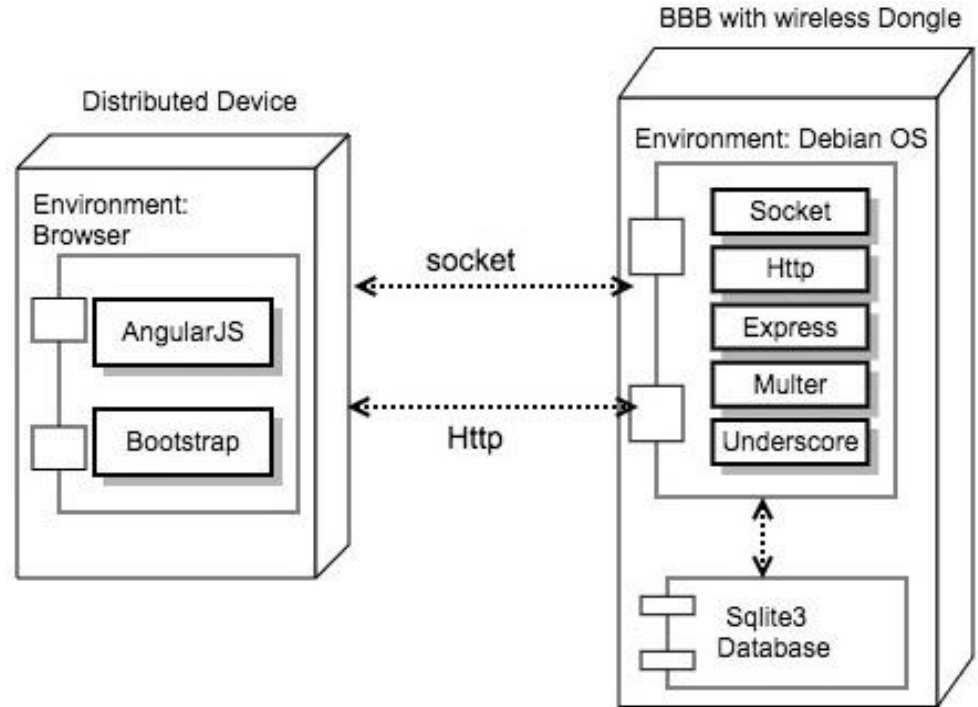 BBB with wireless Dongle
Distributed Device
Environment: Debian OS
Environment:
Browser
Socket
Http
Express
Multer
Underscore
socket
AngularJS
Http
Bootstrap
Sqlite3
Database